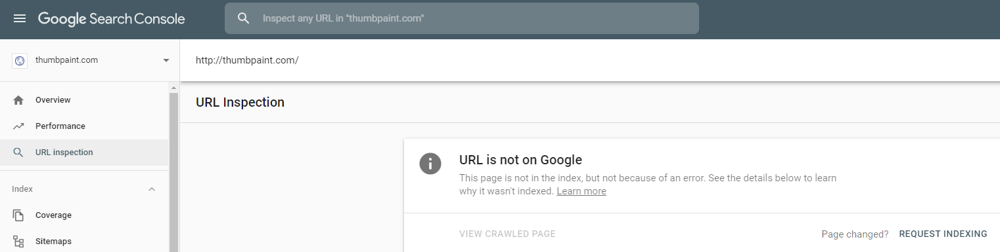 Google Search Console
Inspect any URL in "thumbpaint.com"
thumbpaint.com
http://thumbpaint.com/
Overview
Performance
URL inspection
Index
Coverage
Sitemaps
URL Inspection
URL is not on Google
This page is not in the index, but not because of an error. See the details below to learn
why it wasn't indexed. Learn more
VIEW CRAWLED PAGE
Page changed? REQUEST INDEXING